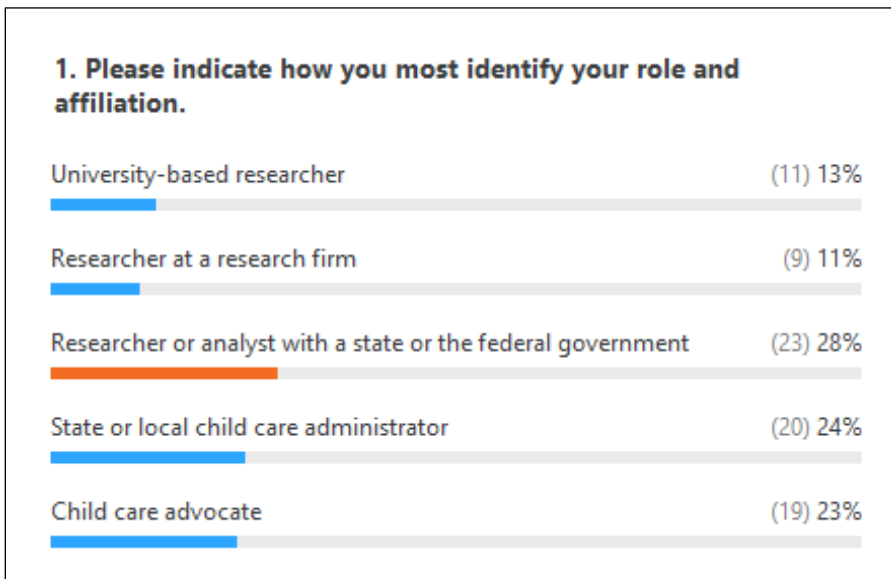 1. Please indicate how you most identify your role and
affiliation.
University-based researcher (11) 13%
Researcher at a research firm (9) 11%
Researcher or analyst with a state or the federal government (23) 28%
State or local child care administrator (20) 24%
Child care advocate (19) 23%